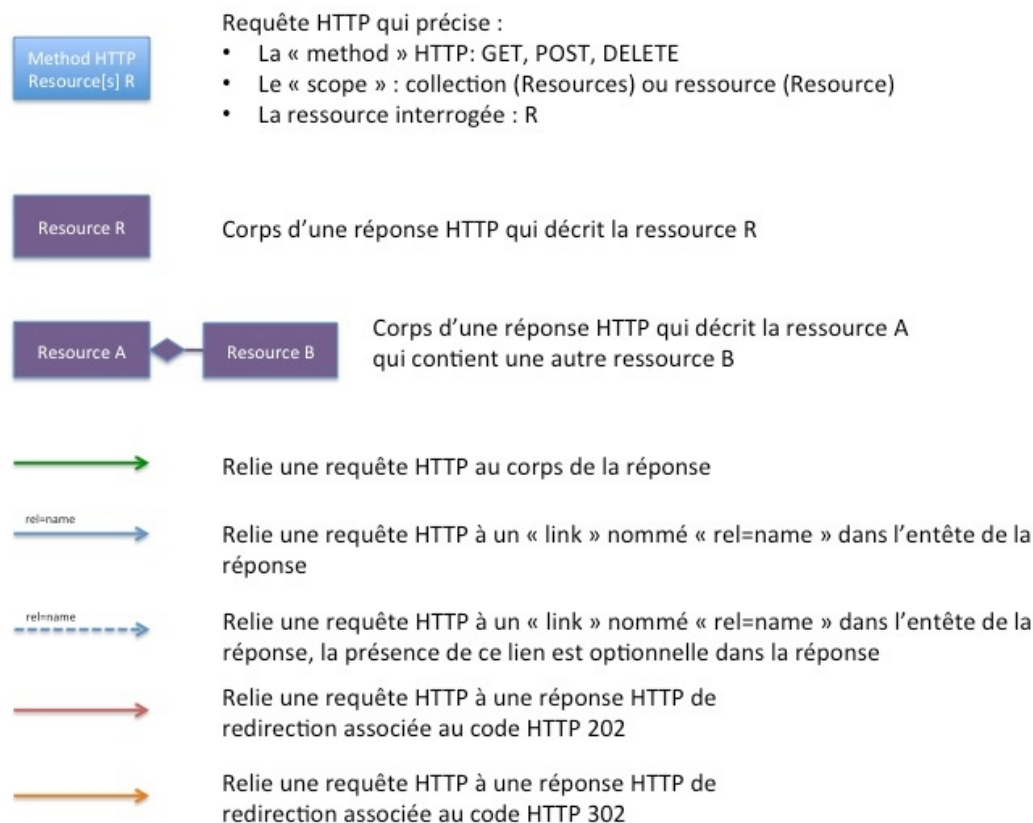 Method HTTP
Resource[s] R
Requête HTTP qui précise :
• La « method » HTTP: GET, POST, DELETE
• Le « scope » : collection (Resources) ou ressource (Resource)
• La ressource interrogée : R
Resource R
Corps d’une réponse HTTP qui décrit la ressource R
Resource A
Resource B
Corps d’une réponse HTTP qui décrit la ressource A
qui contient une autre ressource B
Relie une requête HTTP au corps de la réponse
rel=name
Relie une requête HTTP à un « link » nommé « rel=name » dans l’entête de la
réponse
rel=name
Relie une requête HTTP à un « link » nommé « rel=name » dans l’entête de la
réponse, la présence de ce lien est optionnelle dans la réponse
Relie une requête HTTP à une réponse HTTP de
redirection associée au code HTTP 202
Relie une requête HTTP à une réponse HTTP de
redirection associée au code HTTP 302